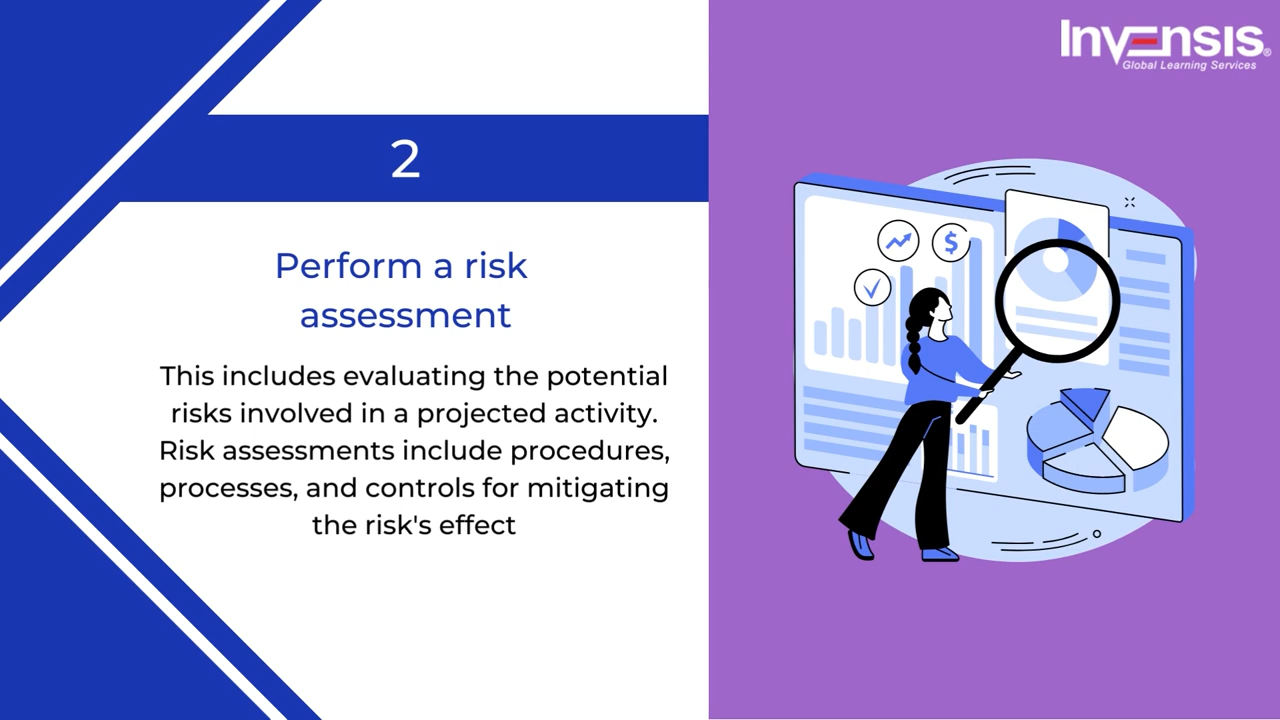 Invensis®
Global Learning Services
2
Perform a risk
assessment
This includes evaluating the potential
risks involved in a projected activity.
Risk assessments include procedures,
processes, and controls for mitigating
the risk's effect
$